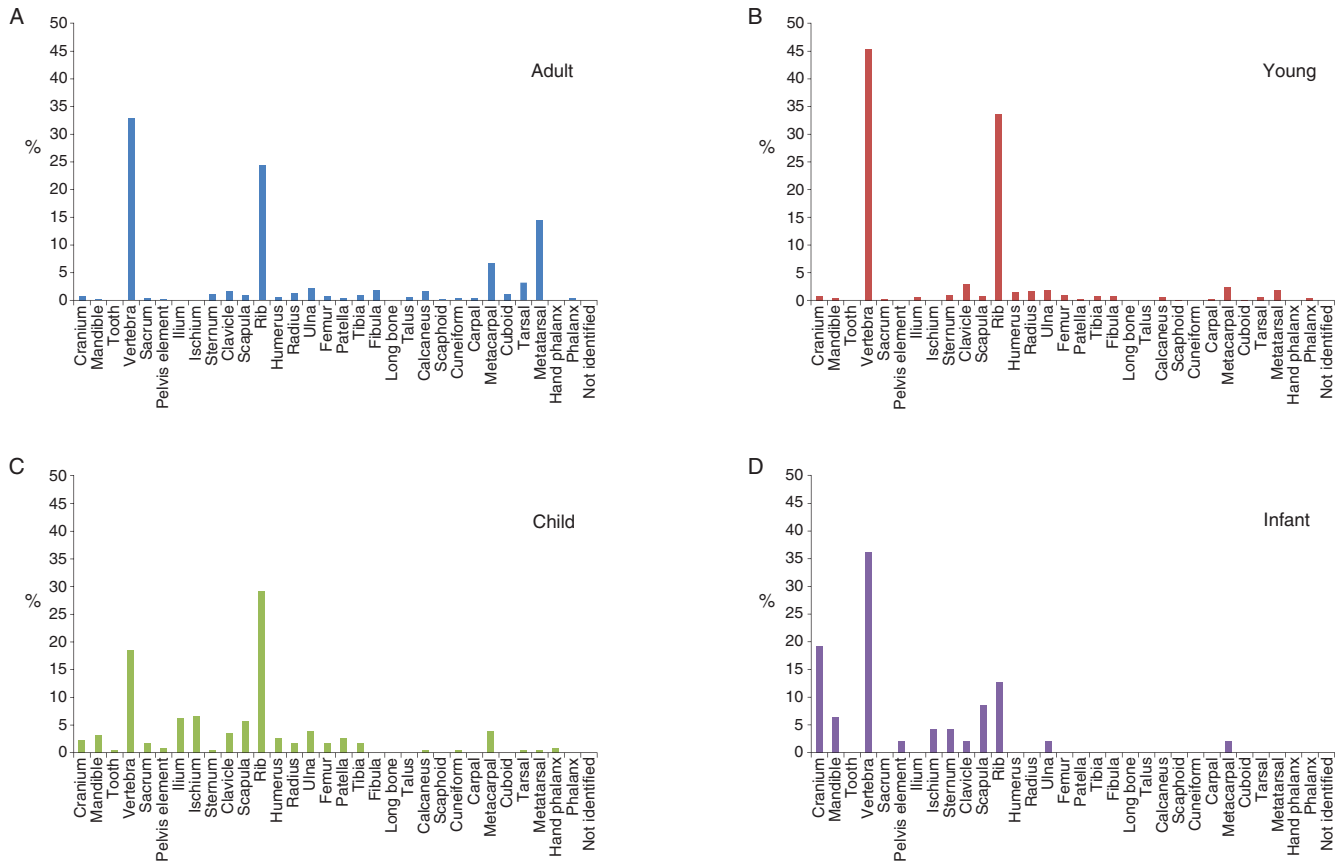 A
50
45
40
35
30
25
20
15
10
5
0
%
Adult
Cranium
Mandible
Tooth
Vertebra
Sacrum
Pelvis element
Ilium
Ischium
Sternum
Clavicle
Scapula
Rib
Humerus
Radius
Ulna
Femur
Patella
Tibia
Fibula
Long bone
Talus
Calcaneus
Scaphoid
Cuneiform
Carpal
Metacarpal
Cuboid
Tarsal
Metatarsal
Hand phalanx
Phalanx
Not identified
B
50
45
40
35
30
25
20
15
10
5
0
%
Young
Cranium
Mandible
Tooth
Vertebra
Sacrum
Pelvis element
Ilium
Ischium
Sternum
Clavicle
Scapula
Rib
Humerus
Radius
Ulna
Femur
Patella
Tibia
Fibula
Long bone
Talus
Calcaneus
Scaphoid
Cuneiform
Carpal
Metacarpal
Cuboid
Tarsal
Metatarsal
Hand phalanx
Phalanx
Not identified
C
50
45
40
35
30
25
20
15
10
5
0
%
Child
Cranium
Mandible
Tooth
Vertebra
Sacrum
Pelvis element
Ilium
Ischium
Sternum
Clavicle
Scapula
Rib
Humerus
Radius
Ulna
Femur
Patella
Tibia
Fibula
Long bone
Talus
Calcaneus
Scaphoid
Cuneiform
Carpal
Metacarpal
Cuboid
Tarsal
Metatarsal
Hand phalanx
Phalanx
Not identified
D
50
45
40
35
30
25
20
15
10
5
0
%
Infant
Cranium
Mandible
Tooth
Vertebra
Sacrum
Pelvis element
Ilium
Ischium
Sternum
Clavicle
Scapula
Rib
Humerus
Radius
Ulna
Femur
Patella
Tibia
Fibula
Long bone
Talus
Calcaneus
Scaphoid
Cuneiform
Carpal
Metacarpal
Cuboid
Tarsal
Metatarsal
Hand phalanx
Phalanx
Not identified